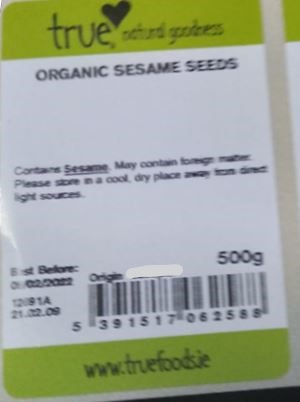 true natural goodness
ORGANIC SESAME SEEDS
Contains Sesame. May contain foreign matter.
Please store in a cool, dry place away from direct
light sources.
500g
Best Before:
Origin
02/2022
21.02.09
5 391517 062588
www.truefoods.ie